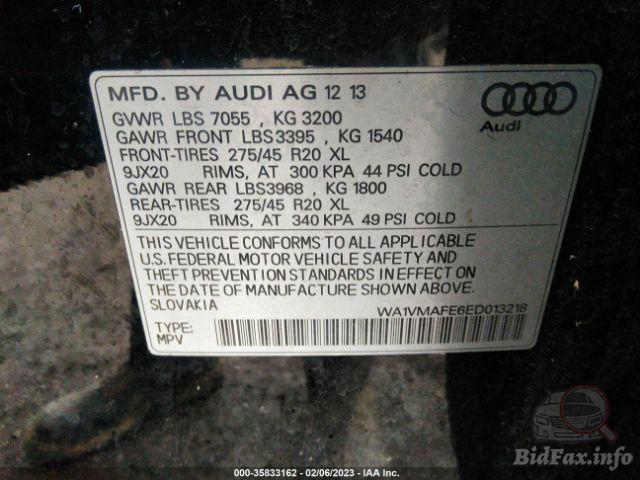 MFD. BY AUDI AG 12 13
GVWR LBS 7055 , KG 3200
GAWR FRONT LBS3395 , KG 1540
FRONT-TIRES 275/45 R20 XL
9JX20 RIMS, AT 300 KPA 44 PSI COLD
GAWR REAR LBS3968 , KG 1800
REAR-TIRES 275/45 R20 XL
9JX20 RIMS, AT 340 KPA 49 PSI COLD
Audi
THIS VEHICLE CONFORMS TO ALL APPLICABLE
U.S. FEDERAL MOTOR VEHICLE SAFETY AND
THEFT PREVENTION STANDARDS IN EFFECT ON
THE DATE OF MANUFACTURE SHOWN ABOVE.
SLOVAKIA
WA1VMAFE6ED013218
TYPE:
MPV
000-35833162 - 02/06/2023 - IAA Inc.
BidFax.info